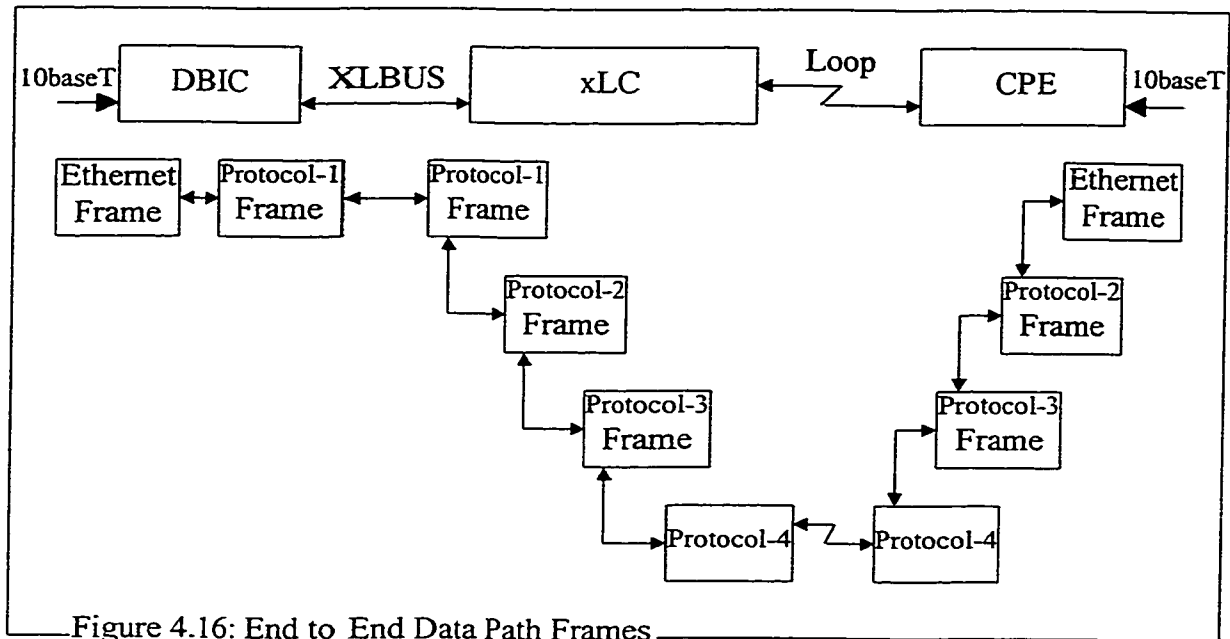 10baseT DBIC XLBUS xLC Loop CPE 10baseT
Ethernet
Frame
Protocol-1
Frame
Protocol-1
Frame
Ethernet
Frame
Protocol-2
Frame
Protocol-2
Frame
Protocol-3
Frame
Protocol-3
Frame
Protocol-4
Protocol-4
Figure 4.16: End to End Data Path Frames